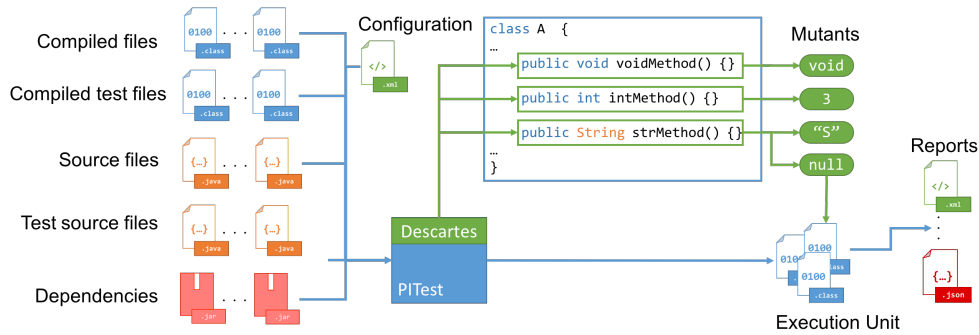 Compiled files
0100 . . . 0100
.class .class
Compiled test files
0100 . . . 0100
.class .class
Source files
{…} . . . {…}
.java .java
Test source files
{…} . . . {…}
.java .java
Dependencies
. . .
.jar .jar
Configuration
</>
.xml
class A {
…
public void voidMethod() {}
public int intMethod() {}
public String strMethod() {}
…
}
Mutants
void
3
“S”
null
Descartes
PITest
0100
0100
.class
Execution Unit
Reports
</>
.xml
{…}
.json